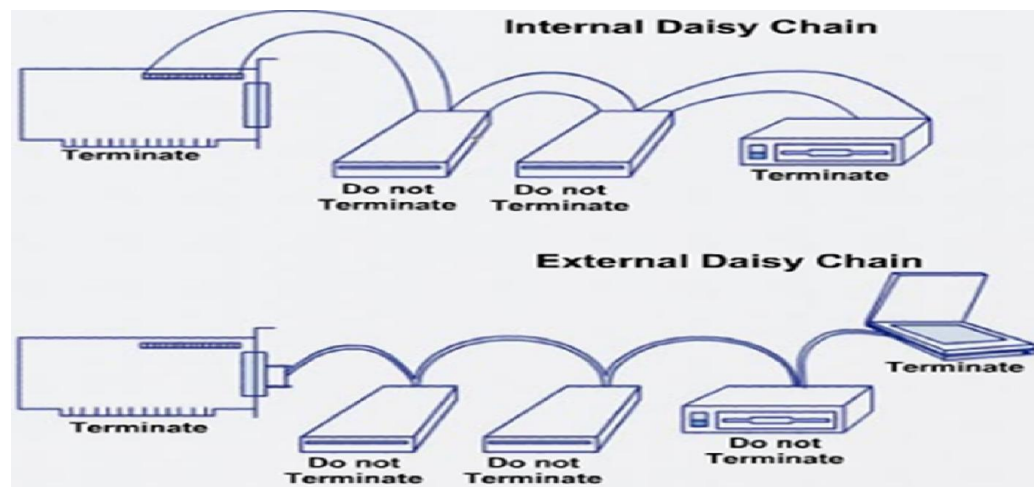 Internal Daisy Chain
Terminate
Do not
Terminate
Do not
Terminate
Terminate
External Daisy Chain
Terminate
Do not
Terminate
Do not
Terminate
Do not
Terminate
Terminate